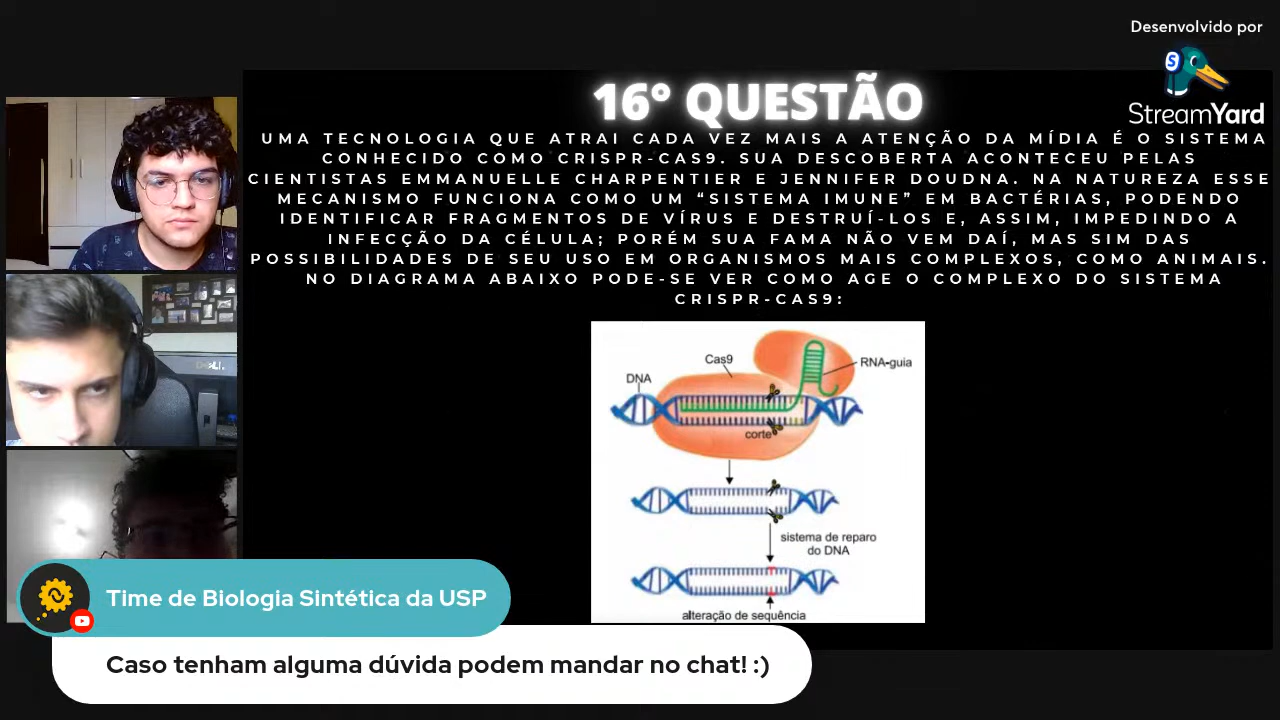 Desenvolvido por
StreamYard
16° QUESTÃO
UMA TECNOLOGIA QUE ATRAI CADA VEZ MAIS A ATENÇÃO DA MÍDIA É O SISTEMA
CONHECIDO COMO CRISPR-CAS9. SUA DESCOBERTA ACONTECEU PELAS
CIENTISTAS EMMANUELLE CHARPENTIER E JENNIFER DOUDNA. NA NATUREZA ESSE
MECANISMO FUNCIONA COMO UM “SISTEMA IMUNE” EM BACTÉRIAS, PODENDO
IDENTIFICAR FRAGMENTOS DE VÍRUS E DESTRUÍ-LOS E, ASSIM, IMPEDINDO A
INFECÇÃO DA CÉLULA; PORÉM SUA FAMA NÃO VEM DAÍ, MAS SIM DAS
POSSIBILIDADES DE SEU USO EM ORGANISMOS MAIS COMPLEXOS, COMO ANIMAIS.
NO DIAGRAMA ABAIXO PODE-SE VER COMO AGE O COMPLEXO DO SISTEMA
CRISPR-CAS9:
Cas9
RNA-guia
DNA
corte
sistema de reparo
do DNA
alteração de sequência
DELL
Time de Biologia Sintética da USP
Caso tenham alguma dúvida podem mandar no chat! :)